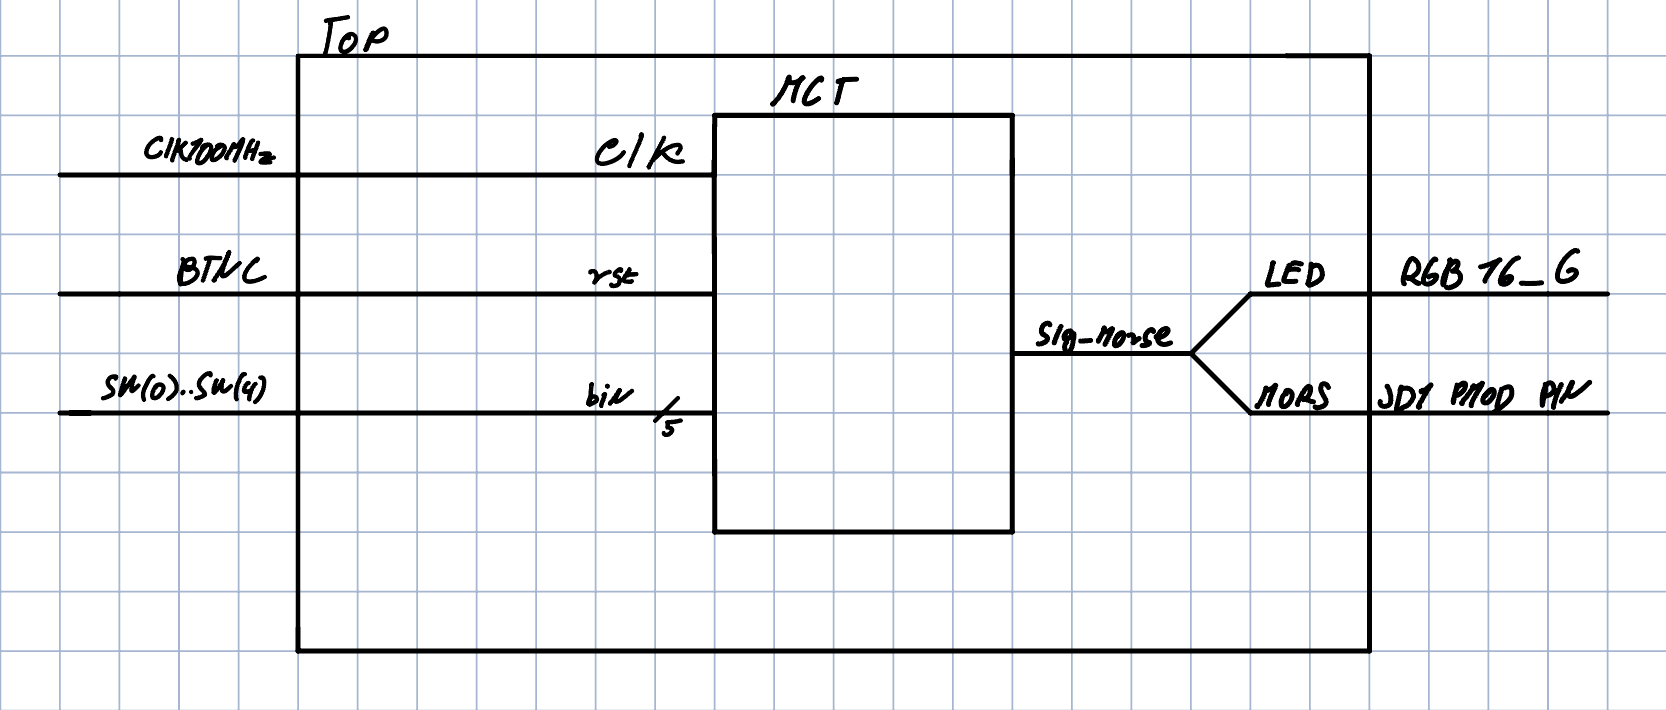 TOP
MCT
Clk100MHz
clk
BTNC
rst
LED
RGB 16_G
Sig_Morse
SW(0)..SW(4)
bin
5
MORS
JD1 PMOD PIN